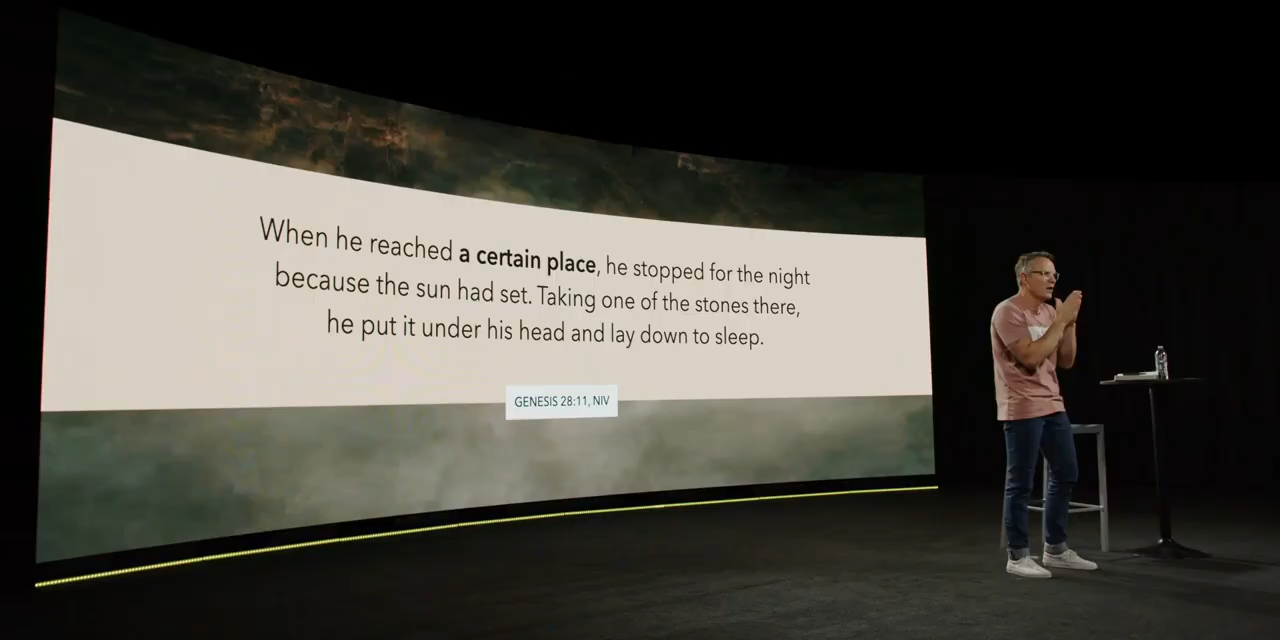 When he reached a certain place, he stopped for the night
because the sun had set. Taking one of the stones there,
he put it under his head and lay down to sleep.
GENESIS 28:11, NIV